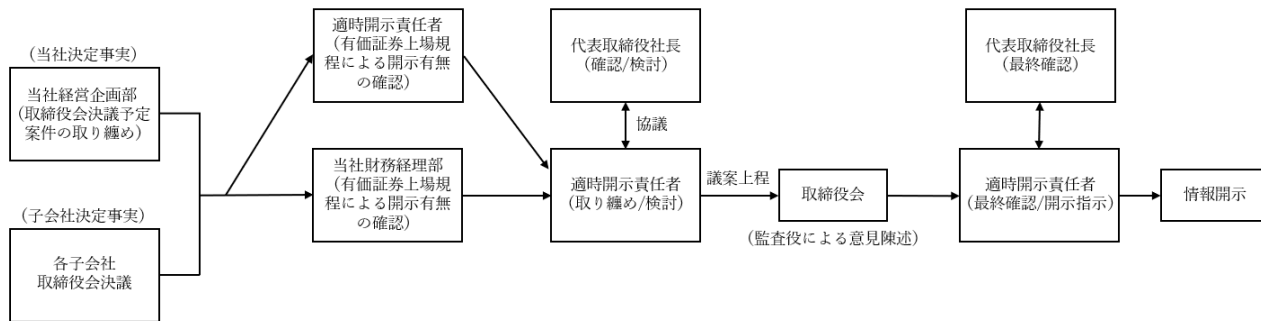 (当社決定事実)
当社経営企画部
(取締役会決議予定
案件の取り纏め)
(子会社決定事実)
各子会社
取締役会決議
適時開示責任者
(有価証券上場規
程による開示有無
の確認)
当社財務経理部
(有価証券上場規
程による開示有無
の確認)
代表取締役社長
(確認/検討)
協議
適時開示責任者
(取り纏め/検討)
議案上程
取締役会
(監査役による意見陳述)
代表取締役社長
(最終確認)
適時開示責任者
(最終確認/開示指示)
情報開示